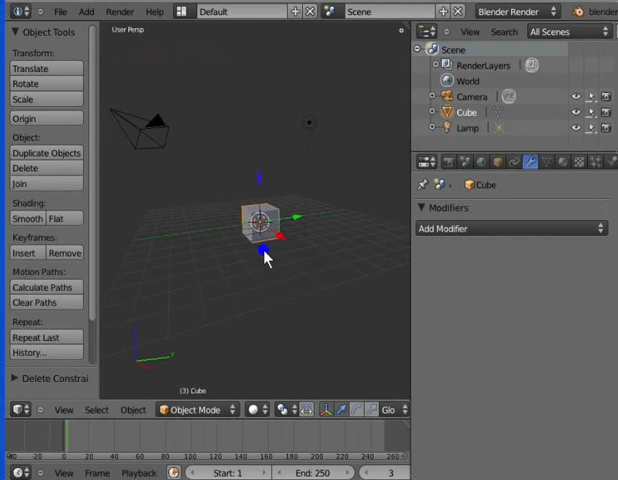 File Add Render Help Default Scene Blender Render
User Persp
Object Tools
Transform:
Translate
Rotate
Scale
Origin
Object:
Duplicate Objects
Delete
Join
Shading:
Smooth Flat
Keyframes:
Insert Remove
Motion Paths:
Calculate Paths
Clear Paths
Repeat:
Repeat Last
History...
Delete Constrai
y
(3) Cube
View Select Object Object Mode Glo
View Search All Scenes
Scene
RenderLayers
World
Camera
Cube
Lamp
Cube
Modifiers
Add Modifier
-40 -20 0 20 40 60 80 100 120 140 160 180 200 220 240 260
View Frame Playback Start: 1 End: 250 3